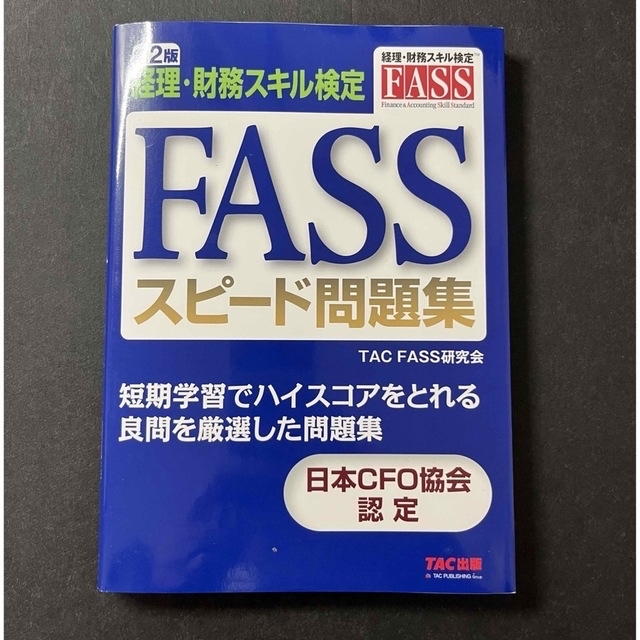 2版
経理・財務スキル検定
経理・財務スキル検定™
FASS
Finance & Accounting Skill Standard
FASS
スピード問題集
TAC FASS研究会
短期学習でハイスコアをとれる
良問を厳選した問題集
日本CFO協会
認定
TAC出版
TAC PUBLISHING Group